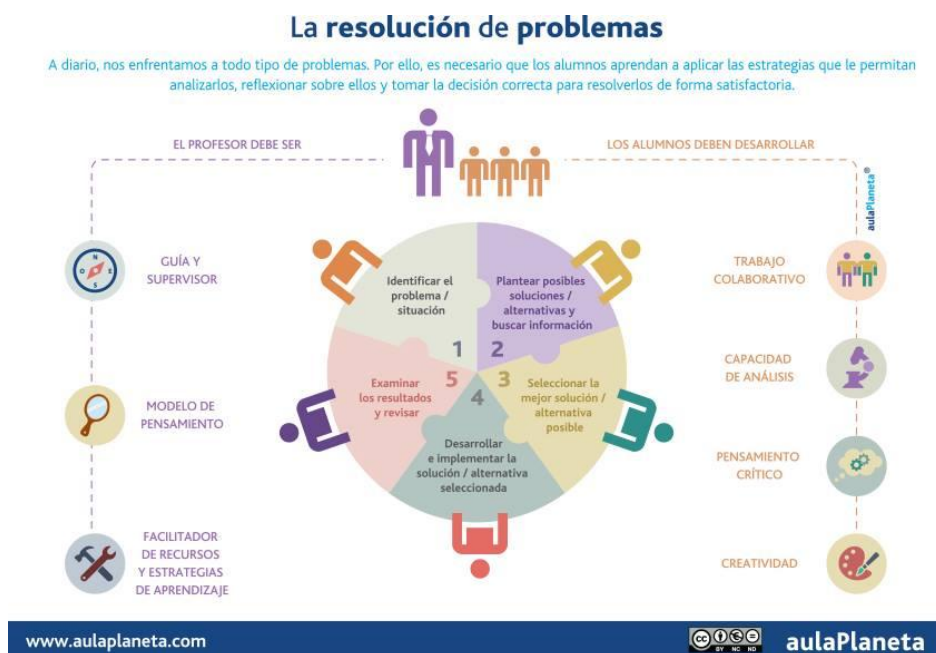 La resolución de problemas
A diario, nos enfrentamos a todo tipo de problemas. Por ello, es necesario que los alumnos aprendan a aplicar las estrategias que le permitan
analizarlos, reflexionar sobre ellos y tomar la decisión correcta para resolverlos de forma satisfactoria.
EL PROFESOR DEBE SER
LOS ALUMNOS DEBEN DESARROLLAR
aulaPlaneta®
GUÍA Y
SUPERVISOR
MODELO DE
PENSAMIENTO
FACILITADOR
DE RECURSOS
Y ESTRATEGIAS
DE APRENDIZAJE
N
O
E
S
Identificar el
problema /
situación
1
Plantear posibles
soluciones /
alternativas y
buscar información
2
3
Seleccionar la
mejor solución /
alternativa
posible
4
Desarrollar
e implementar la
solución / alternativa
seleccionada
5
Examinar
los resultados
y revisar
TRABAJO
COLABORATIVO
CAPACIDAD
DE ANÁLISIS
PENSAMIENTO
CRÍTICO
CREATIVIDAD
www.aulaplaneta.com
cc
BY NC ND
aulaPlaneta